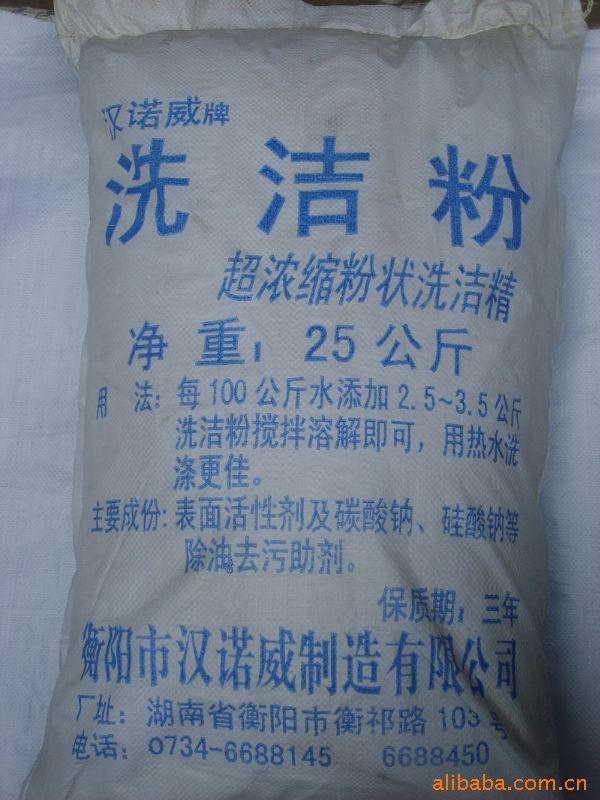 汉诺威牌
洗洁粉
超浓缩粉状洗洁精
净重：25公斤
用 法：每100公斤水添加2.5~3.5公斤
洗洁粉搅拌溶解即可，用热水洗
涤更佳。
主要成份：表面活性剂及碳酸钠、硅酸钠等
除油去污助剂。
保质期：三年
衡阳市汉诺威制造有限公司
厂址：湖南省衡阳市衡祁路103号
电话：0734-6688145 6688450
alibaba.com.cn